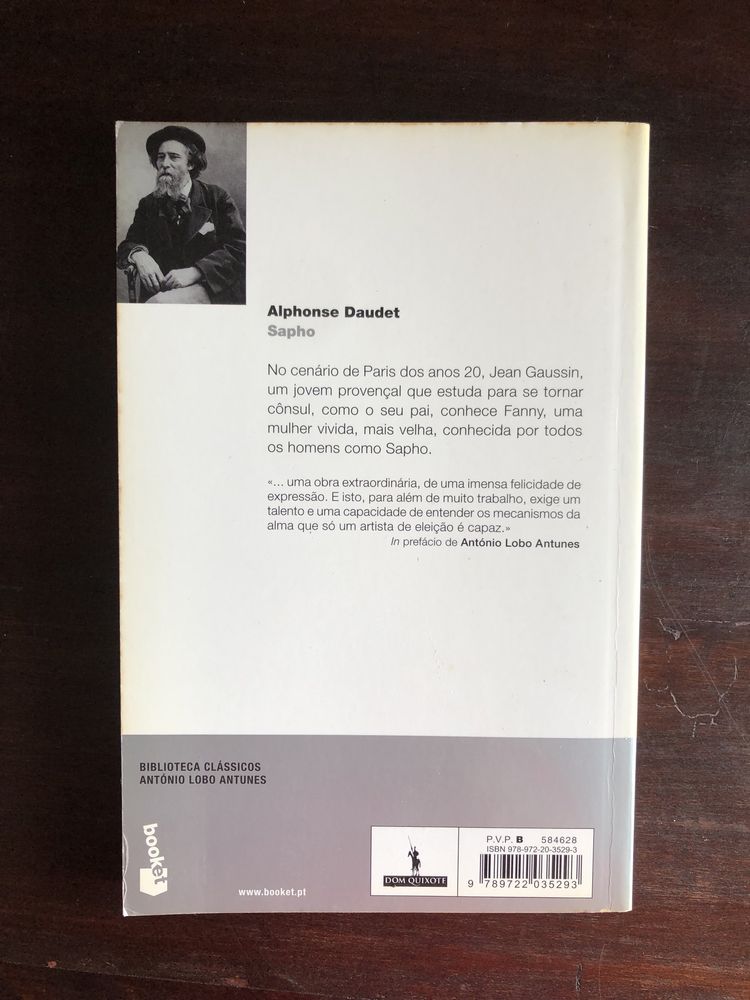 Alphonse Daudet
Sapho
No cenário de Paris dos anos 20, Jean Gaussin,
um jovem provençal que estuda para se tornar
cônsul, como o seu pai, conhece Fanny, uma
mulher vivida, mais velha, conhecida por todos
os homens como Sapho.
«... uma obra extraordinária, de uma imensa felicidade de
expressão. E isto, para além de muito trabalho, exige um
talento e uma capacidade de entender os mecanismos da
alma que só um artista de eleição é capaz.»
In prefácio de António Lobo Antunes
BIBLIOTECA CLÁSSICOS
ANTÓNIO LOBO ANTUNES
booket
www.booket.pt
DOM QUIXOTE
P.V.P. B 584628
ISBN 978-972-20-3529-3
9 789722 035293